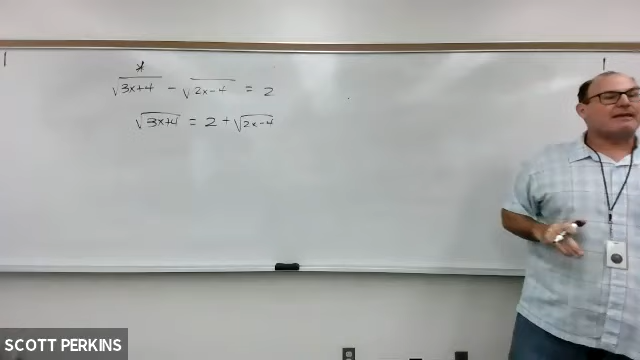 *
√3x+4 - √2x-4 = 2
√3x+4 = 2 + √2x-4
SCOTT PERKINS